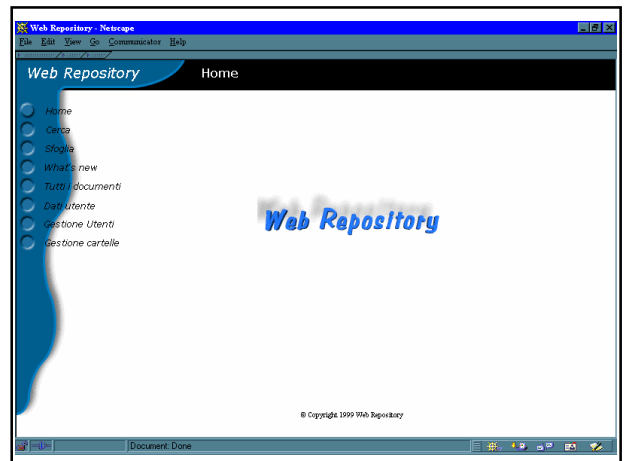 Web Repository - Netscape
File Edit View Go Communicator Help
Web Repository
Home
Home
Cerca
Sfoglia
What's new
Tutti i documenti
Dati utente
Gestione Utenti
Gestione cartelle
Web Repository
© Copyright 1999 Web Repository
Document: Done